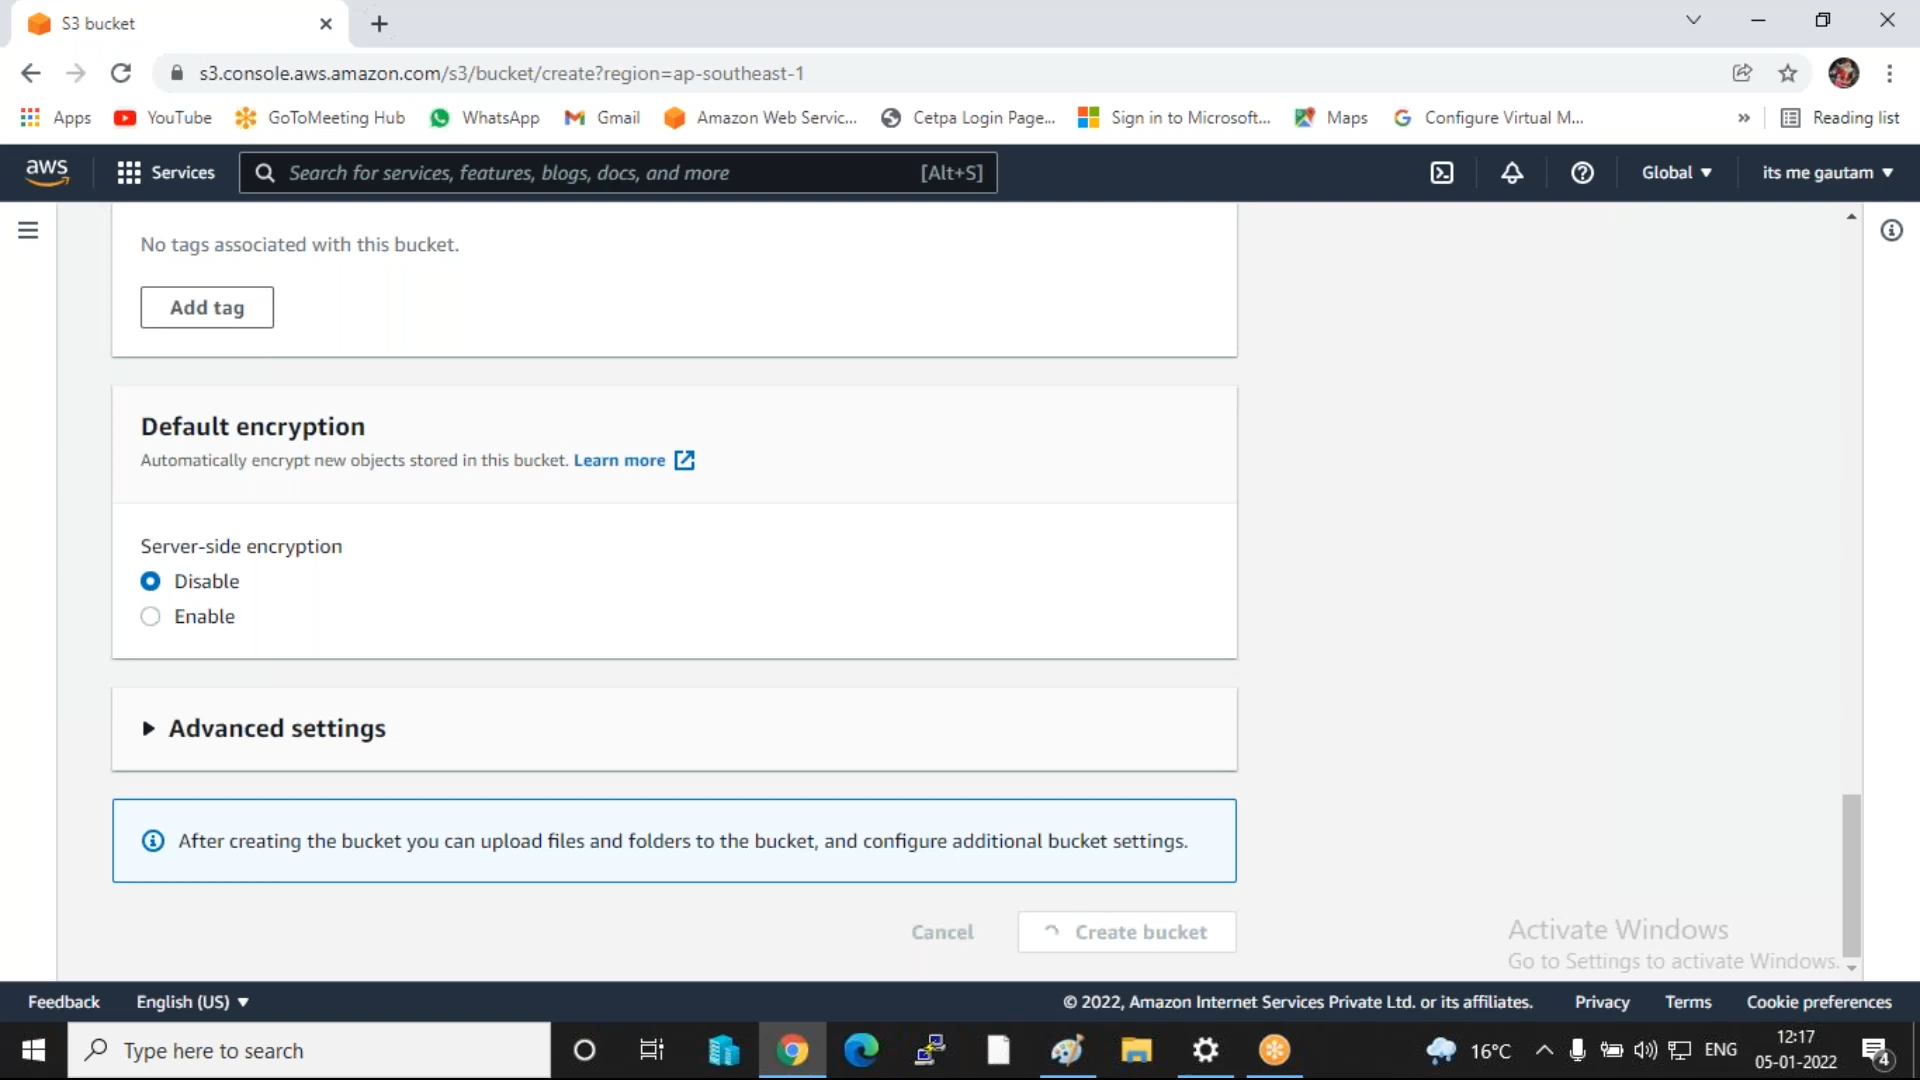 S3 bucket
s3.console.aws.amazon.com/s3/bucket/create?region=ap-southeast-1
Apps YouTube GoToMeeting Hub WhatsApp Gmail Amazon Web Servic... Cetpa Login Page... Sign in to Microsoft... Maps Configure Virtual M... » Reading list
aws Services Search for services, features, blogs, docs, and more [Alt+S] Global its me gautam
No tags associated with this bucket.
Add tag
Default encryption
Automatically encrypt new objects stored in this bucket. Learn more
Server-side encryption
Disable
Enable
Advanced settings
After creating the bucket you can upload files and folders to the bucket, and configure additional bucket settings.
Cancel Create bucket
Activate Windows
Go to Settings to activate Windows.
Feedback English (US) © 2022, Amazon Internet Services Private Ltd. or its affiliates. Privacy Terms Cookie preferences
Type here to search 16°C ENG 12:17
05-01-2022 4